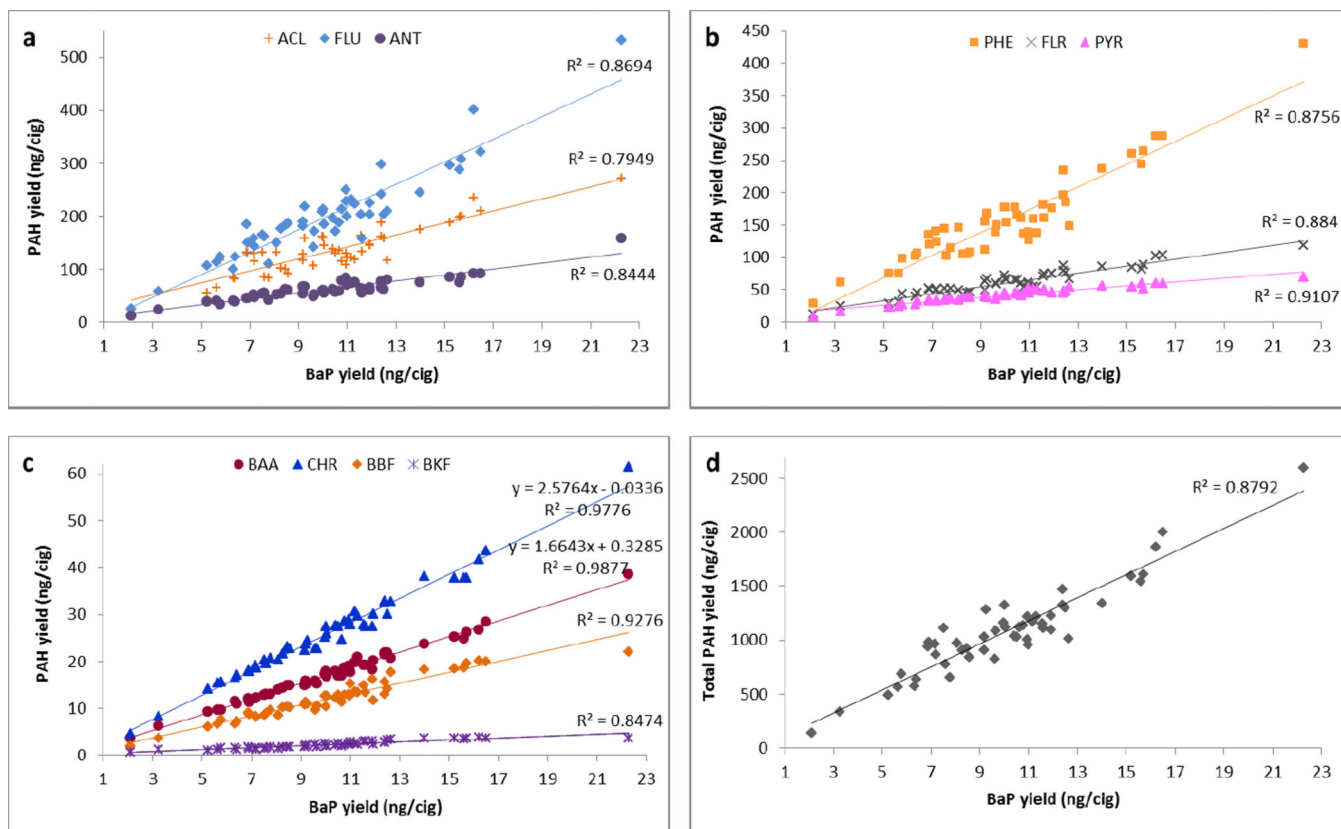 a
ACL FLU ANT
500
400
300
200
100
0
R² = 0.8694
R² = 0.7949
R² = 0.8444
PAH yield (ng/cig)
1 3 5 7 9 11 13 15 17 19 21 23
BaP yield (ng/cig)
b
PHE FLR PYR
450
400
350
300
250
200
150
100
50
0
R² = 0.8756
R² = 0.884
R² = 0.9107
PAH yield (ng/cig)
1 3 5 7 9 11 13 15 17 19 21 23
BaP yield (ng/cig)
c
BAA CHR BBF BKF
60
50
40
30
20
10
0
y = 2.5764x - 0.0336
R² = 0.9776
y = 1.6643x + 0.3285
R² = 0.9877
R² = 0.9276
R² = 0.8474
PAH yield (ng/cig)
1 3 5 7 9 11 13 15 17 19 21 23
BaP yield (ng/cig)
d
2500
2000
1500
1000
500
0
R² = 0.8792
Total PAH yield (ng/cig)
1 3 5 7 9 11 13 15 17 19 21 23
BaP yield (ng/cig)